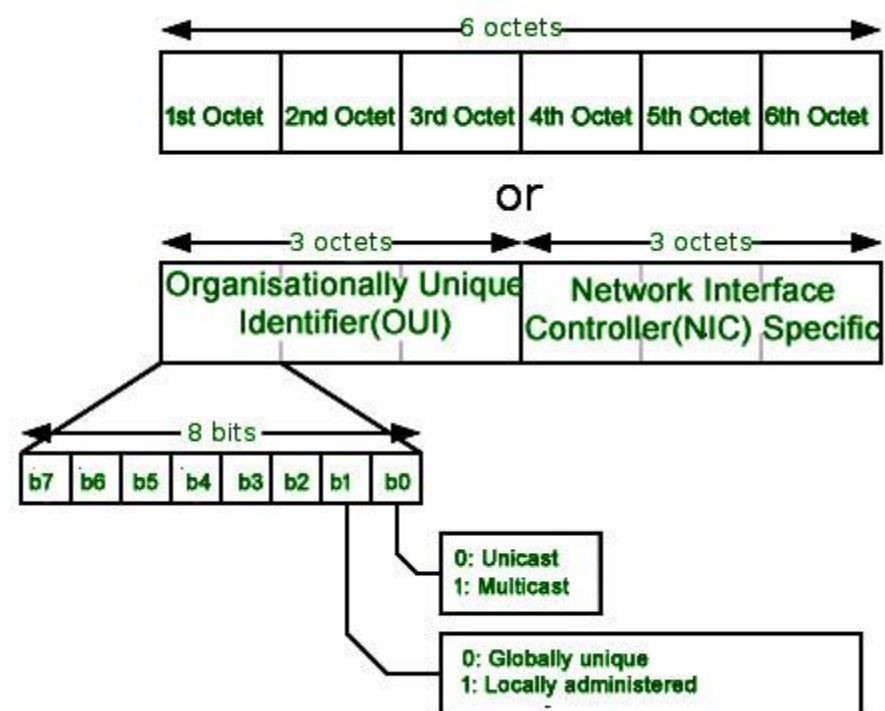 6 octets
1st Octet 2nd Octet 3rd Octet 4th Octet 5th Octet 6th Octet
or
3 octets 3 octets
Organisationally Unique
Identifier(OUI)
Network Interface
Controller(NIC) Specific
8 bits
b7 b6 b5 b4 b3 b2 b1 b0
0: Unicast
1: Multicast
0: Globally unique
1: Locally administered